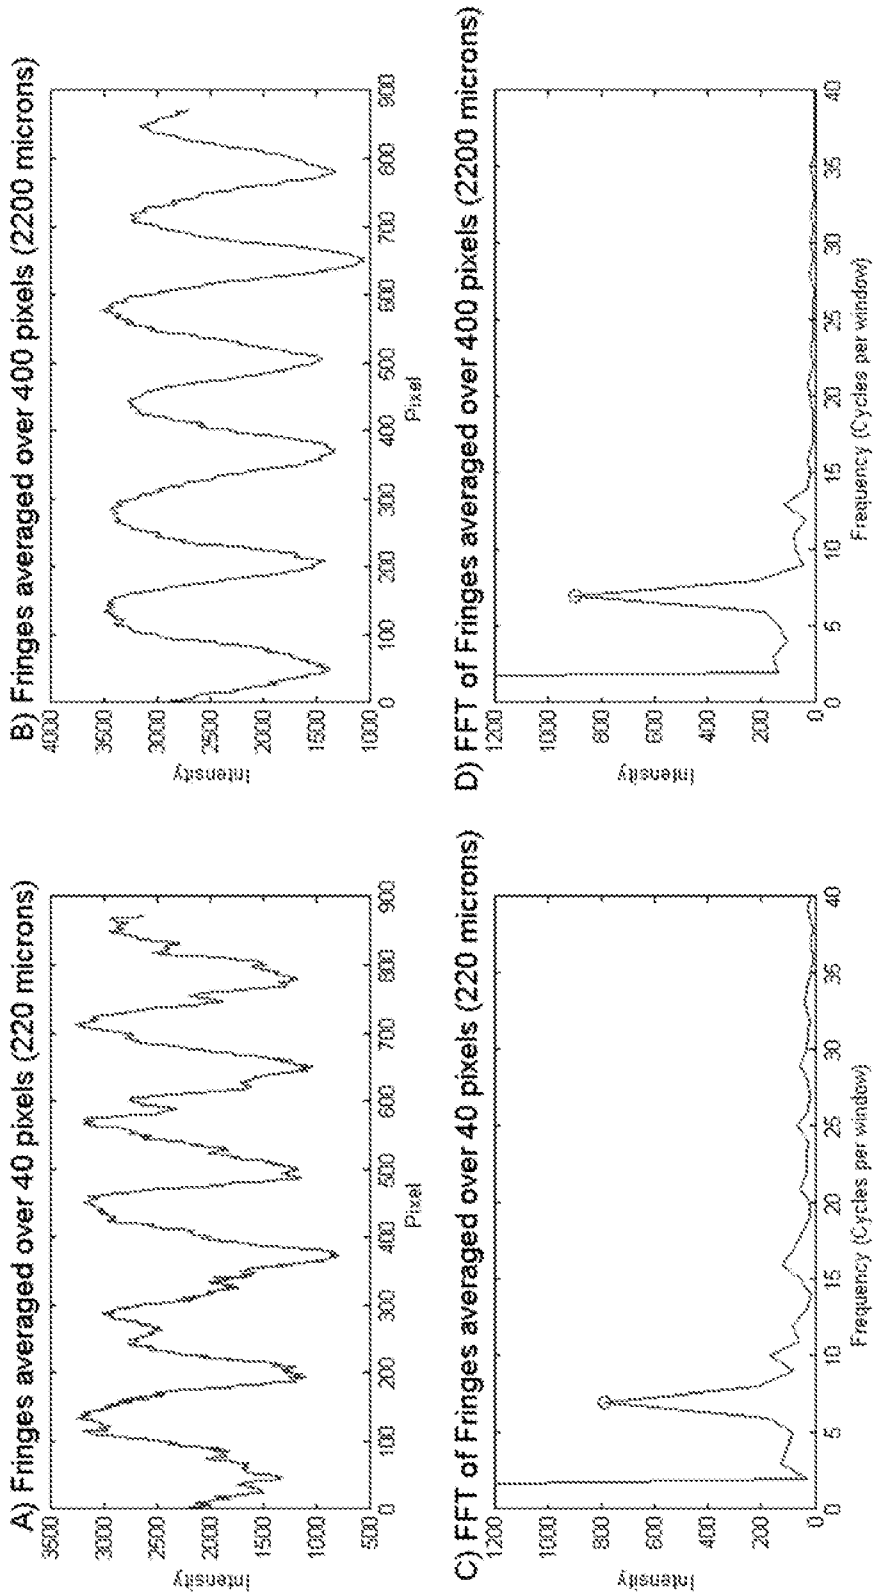 A) Fringes averaged over 40 pixels (220 microns)
3500
3000
2500
2000
1500
1000
Intensity
0 100 200 300 400 500 600 700 800 900
Pixel
B) Fringes averaged over 400 pixels (2200 microns)
4000
3500
3000
2500
2000
1500
1000
Intensity
0 100 200 300 400 500 600 700 800 900
Pixel
C) FFT of Fringes averaged over 40 pixels (220 microns)
1200
1000
800
600
400
200
0
Intensity
0 5 10 15 20 25 30 35 40
Frequency (Cycles per window)
D) FFT of Fringes averaged over 400 pixels (2200 microns)
1200
1000
800
600
400
200
0
Intensity
0 5 10 15 20 25 30 35 40
Frequency (Cycles per window)